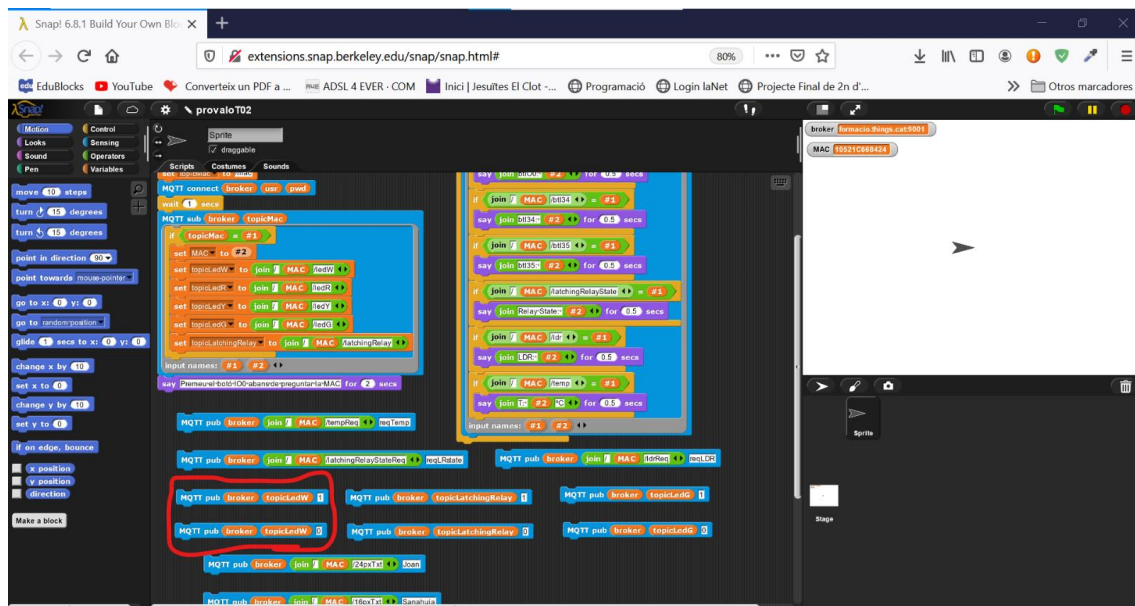 Snap! 6.8.1 Build Your Own Blo
extensions.snap.berkeley.edu/snap/snap.html#
80%
EduBlocks
YouTube
Converteix un PDF a ...
ADSL 4 EVER · COM
Inici | Jesuïtes El Clot -...
Programació
Login laNet
Projecte Final de 2n d'...
Otros marcadores
provaIoT02
Motion
Control
Looks
Sensing
Sound
Operators
Pen
Variables
move 10 steps
turn 15 degrees
turn 15 degrees
point in direction 90
point towards mouse-pointer
go to x: 0 y: 0
go to random position
glide 1 secs to x: 0 y: 0
change x by 10
set x to 0
change y by 10
set y to 0
if on edge, bounce
x position
y position
direction
Make a block
Sprite
draggable
Scripts
Costumes
Sounds
MQTT connect broker usr pwd
wait 1 secs
MQTT sub broker topicMac
if topicMac = #1
set MAC to #2
set topicLedW to join / MAC /ledW
set topicLedR to join / MAC /ledR
set topicLedY to join / MAC /ledY
set topicLedG to join / MAC /ledG
set topicLatchingRelay to join / MAC /latchingRelay
input names: #1 #2
say Premeu el botó IO0 abans de preguntar la MAC for 2 secs
MQTT pub broker join / MAC /tempReq reqTemp
MQTT pub broker join / MAC /latchingRelayStateReq reqLRstate
MQTT pub broker topicLedW 1
MQTT pub broker topicLedW 0
MQTT pub broker topicLatchingRelay 1
MQTT pub broker topicLatchingRelay 0
MQTT pub broker join / MAC /24pxTxt Joan
MQTT pub broker join / MAC /16pxTxt Sanahuja
for 0.5 secs
if join / MAC /btI34 = #1
say join btI34: #2 for 0.5 secs
if join / MAC /btI35 = #1
say join btI35: #2 for 0.5 secs
if join / MAC /latchingRelayState = #1
say join Relay State: #2 for 0.5 secs
if join / MAC /ldr = #1
say join LDR: #2 for 0.5 secs
if join / MAC /temp = #1
say join T: #2 °C for 0.5 secs
input names: #1 #2
MQTT pub broker join / MAC /ldrReq reqLDR
MQTT pub broker topicLedG 1
MQTT pub broker topicLedG 0
broker formacio.things.cat:9001
MAC 10521C668424
Sprite
Stage